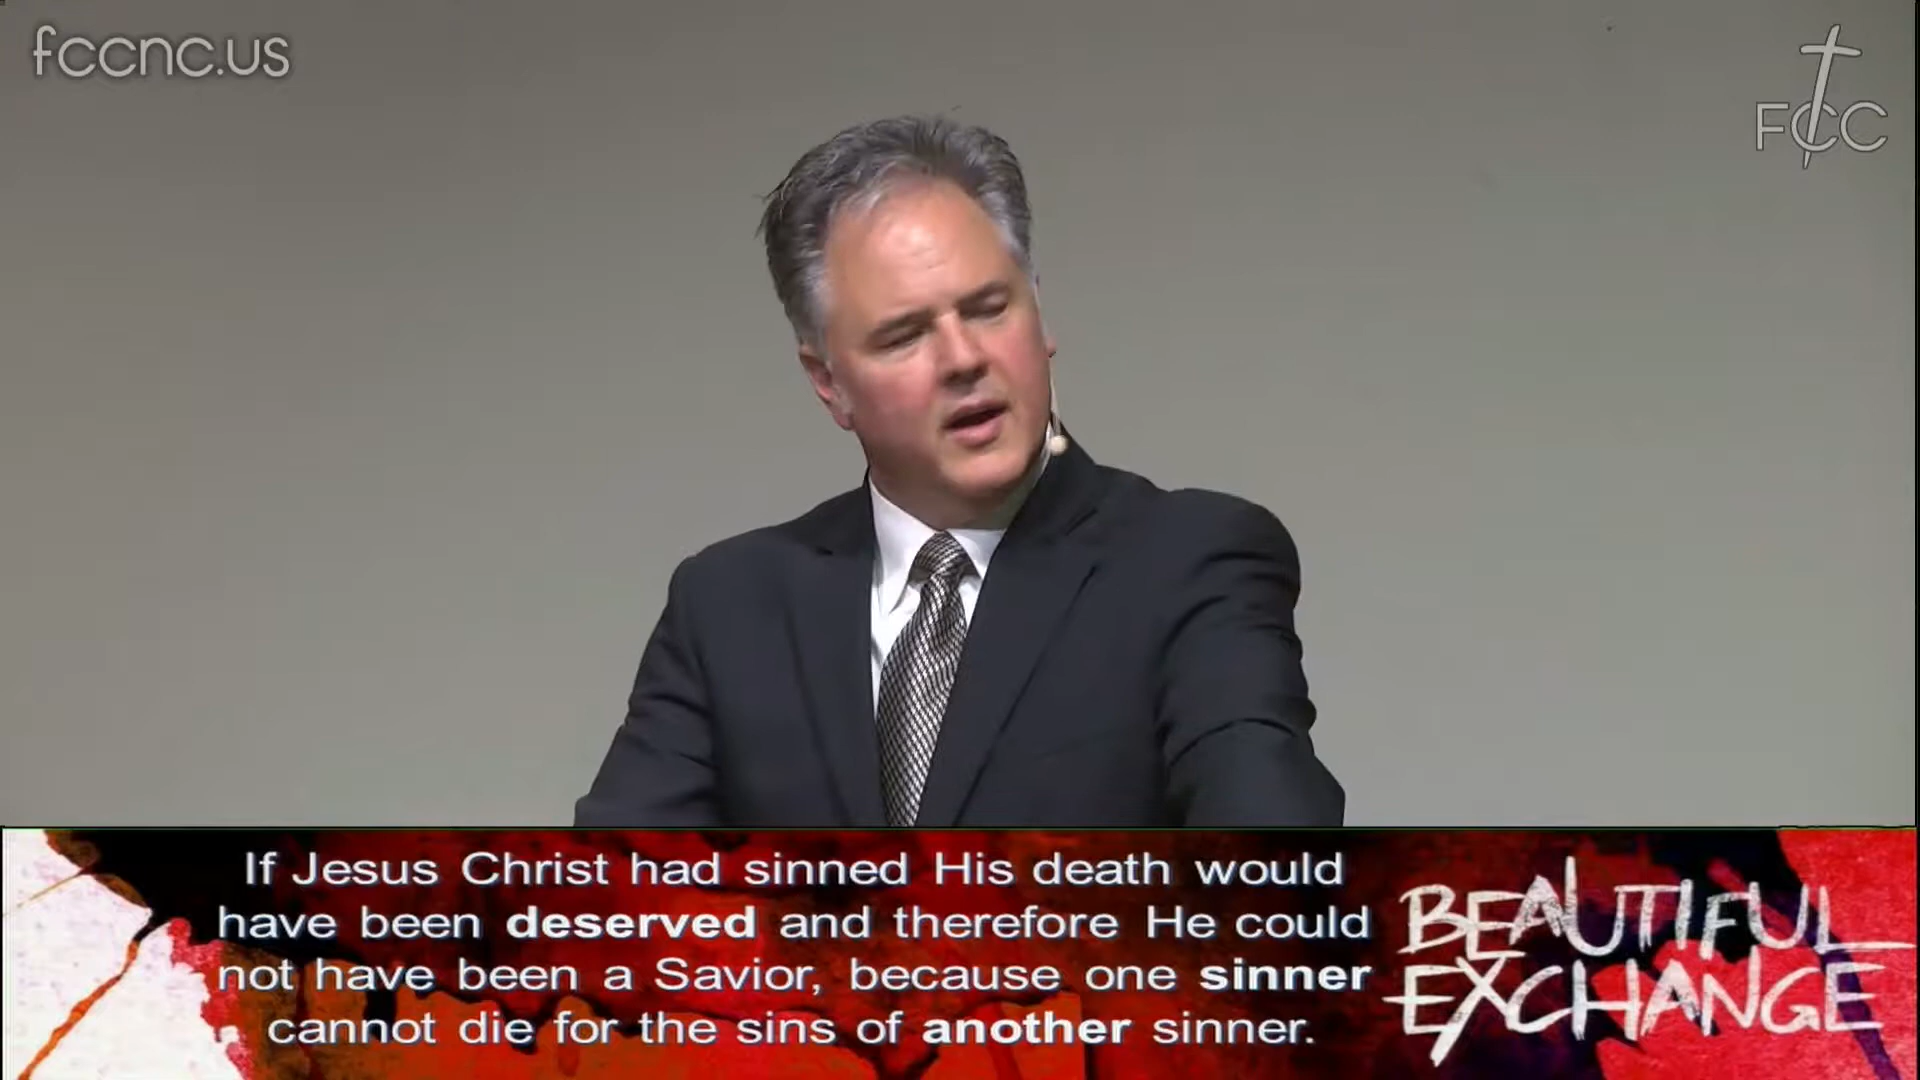 fccnc.us
FCC
If Jesus Christ had sinned His death would
have been deserved and therefore He could
not have been a Savior, because one sinner
cannot die for the sins of another sinner.
BEAUTIFUL
EXCHANGE